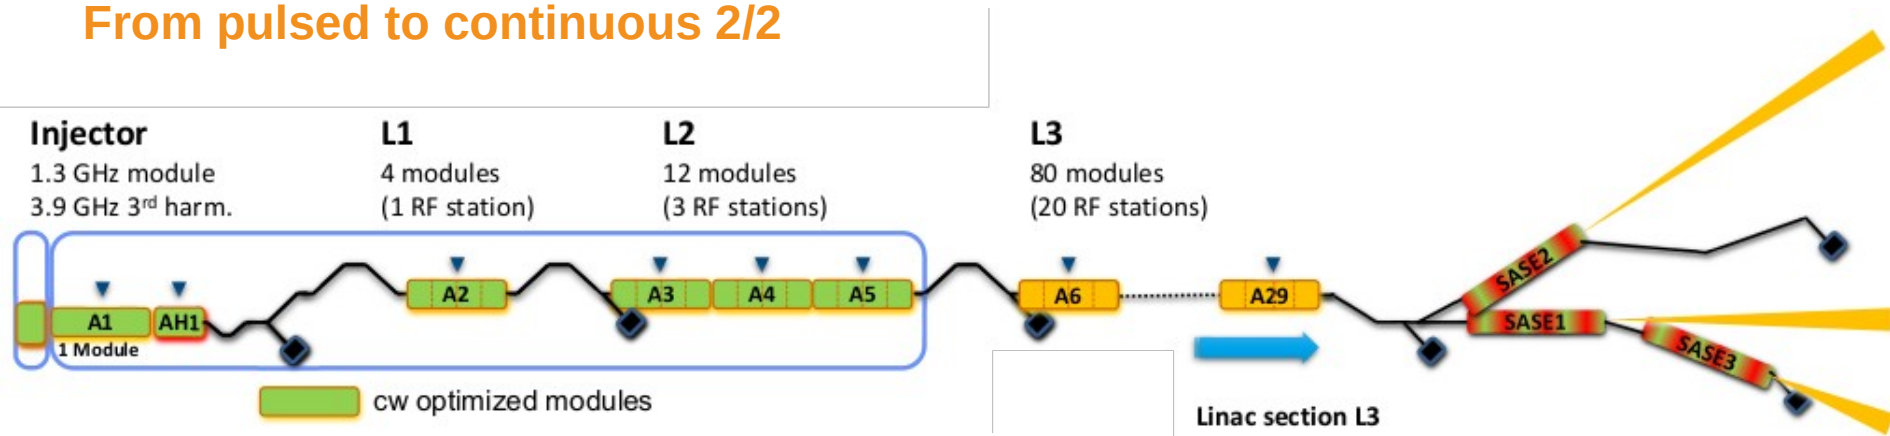 From pulsed to continuous 2/2
Injector
1.3 GHz module
3.9 GHz 3rd harm.
L1
4 modules
(1 RF station)
L2
12 modules
(3 RF stations)
L3
80 modules
(20 RF stations)
A1
AH1
A2
A3
A4
A5
A6
A29
SASE2
SASE1
SASE3
1 Module
cw optimized modules
Linac section L3